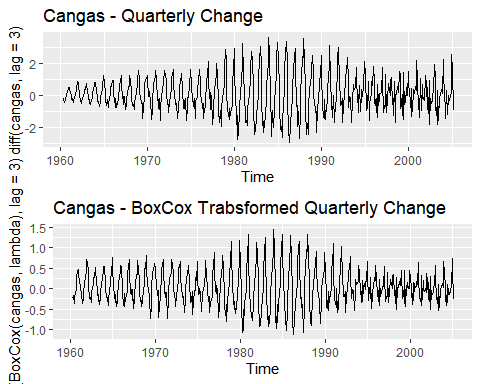 Cangas - Quarterly Change
diff(cangas, lag = 3)
2
0
-2
1960 1970 1980 1990 2000
Time
Cangas - BoxCox Trabsformed Quarterly Change
(BoxCox(cangas, lambda), lag = 3)
1.5
1.0
0.5
0.0
-0.5
-1.0
1960 1970 1980 1990 2000
Time